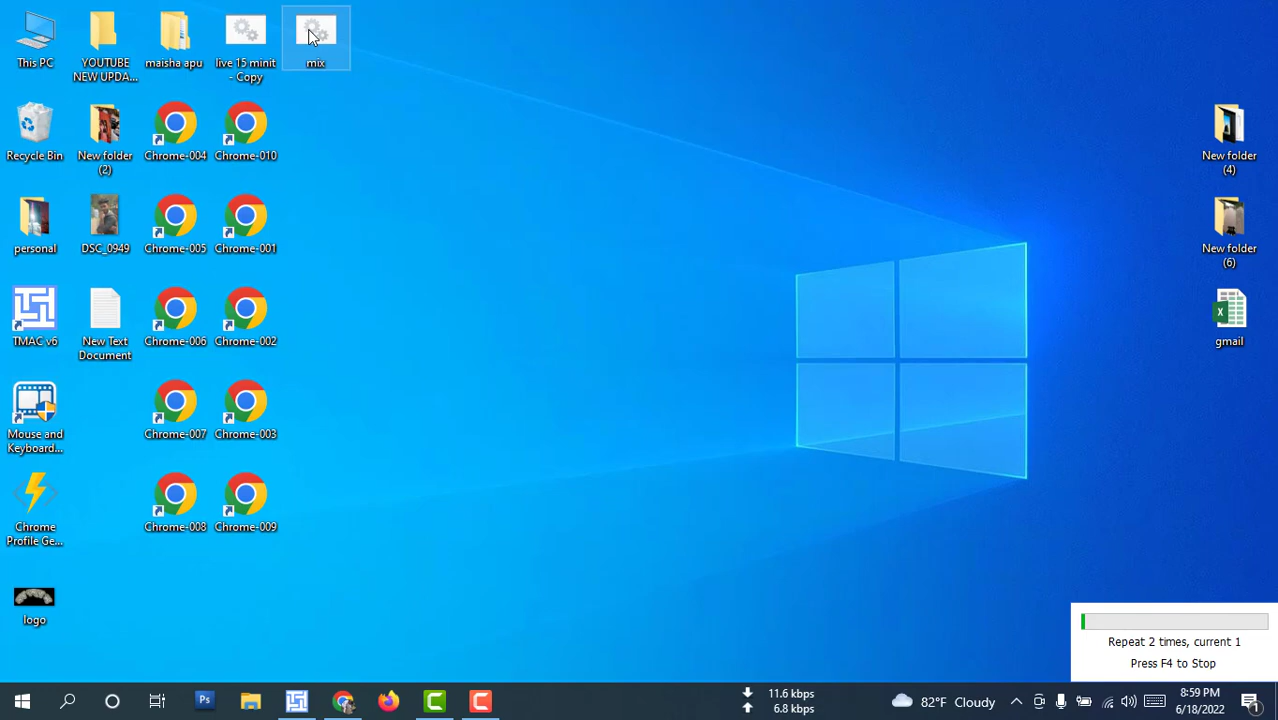 This PC
YOUTUBE
NEW UPDA...
maisha apu
live 15 minit
- Copy
mix
Recycle Bin
New folder
(2)
Chrome-004
Chrome-010
New folder
(4)
personal
DSC_0949
Chrome-005
Chrome-001
New folder
(6)
TMAC v6
New Text
Document
Chrome-006
Chrome-002
gmail
Mouse and
Keyboard...
Chrome-007
Chrome-003
Chrome
Profile Ge...
Chrome-008
Chrome-009
logo
Repeat 2 times, current 1
Press F4 to Stop
11.6 kbps
6.8 kbps
82°F Cloudy
8:59 PM
6/18/2022